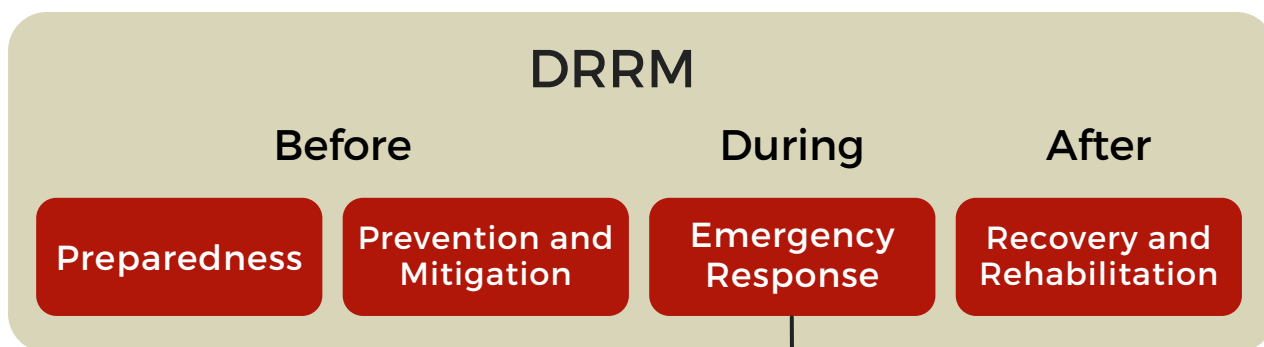 DRRM
Before
During
After
Preparedness
Prevention and
Mitigation
Emergency
Response
Recovery and
Rehabilitation